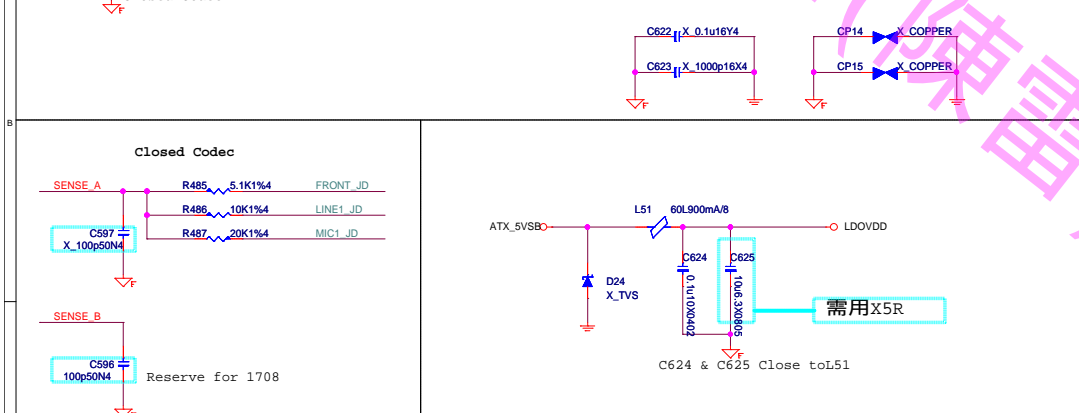 C622 X_0.1u16Y4
C623 X_1000p16X4
F
CP14 X_COPPER
CP15 X_COPPER
F
B
Closed Codec
SENSE_A
R485 5.1K1%4 FRONT_JD
R486 10K1%4 LINE1_JD
R487 20K1%4 MIC1_JD
C597
X_100p50N4
F
SENSE_B
C596
100p50N4
Reserve for 1708
F
ATX_5VSB
L51 60L900mA/8
LDOVDD
D24
X_TVS
C624
0.1u10X0402
C625
10u6.3X0805
需用X5R
F
C624 & C625 Close toL51
(陳雷